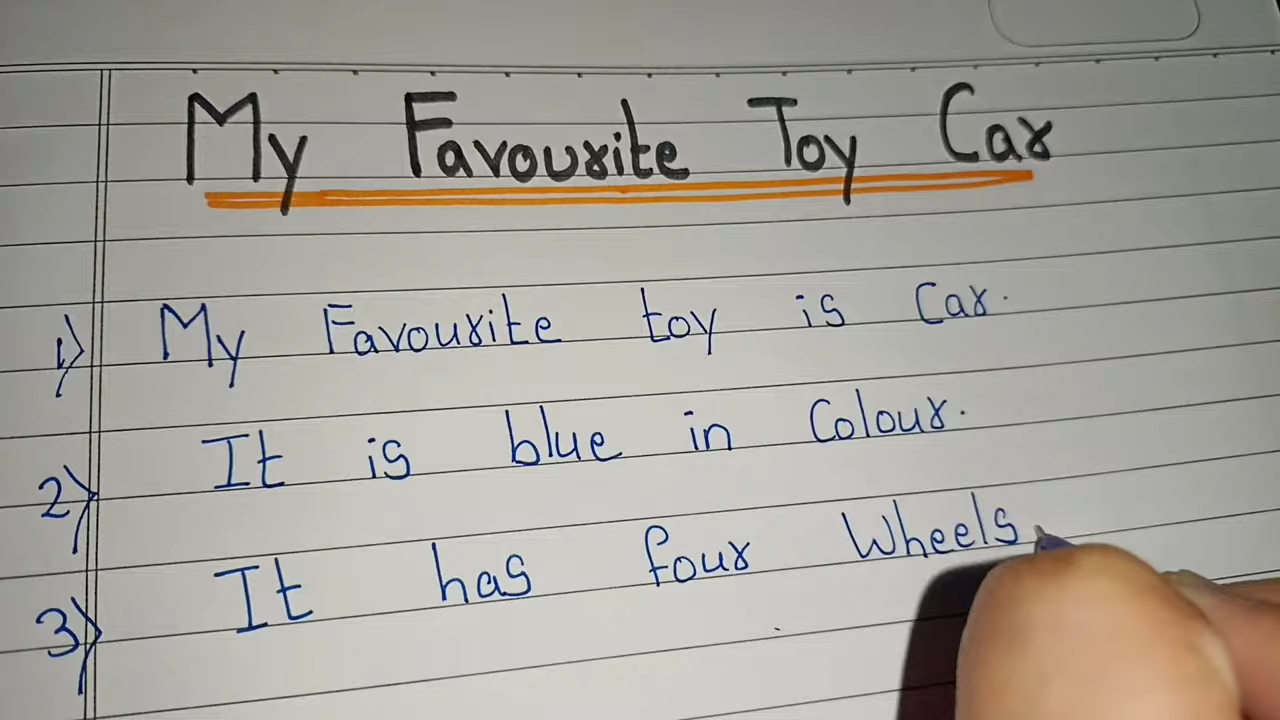 My Favourite Toy Car
1) My Favourite toy is Car.
2) It is blue in Colour.
3) It has four Wheels